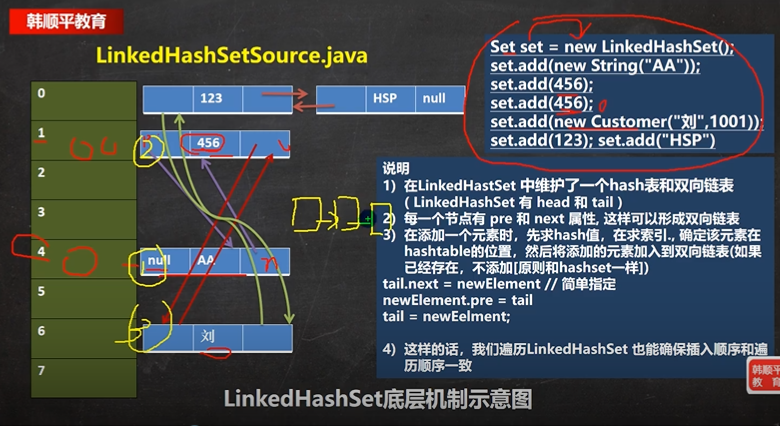 韩顺平教育
LinkedHashSetSource.java
Set set = new LinkedHashSet();
set.add(new String("AA"));
set.add(456);
set.add(456);
set.add(new Customer("刘",1001));
set.add(123); set.add("HSP")
0
123
HSP null
1
456
2
2
3
4
null AA n
1
5
3
6
刘
7
说明
1) 在LinkedHastSet 中维护了一个hash表和双向链表
( LinkedHashSet 有 head 和 tail )
2) 每一个节点有 pre 和 next 属性, 这样可以形成双向链表
3) 在添加一个元素时，先求hash值，在求索引., 确定该元素在
hashtable的位置，然后将添加的元素加入到双向链表(如果
已经存在，不添加[原则和hashset一样])
tail.next = newElement // 简单指定
newElement.pre = tail
tail = newEelment;
4) 这样的话，我们遍历LinkedHashSet 也能确保插入顺序和遍
历顺序一致
韩顺平
教 育
LinkedHashSet底层机制示意图